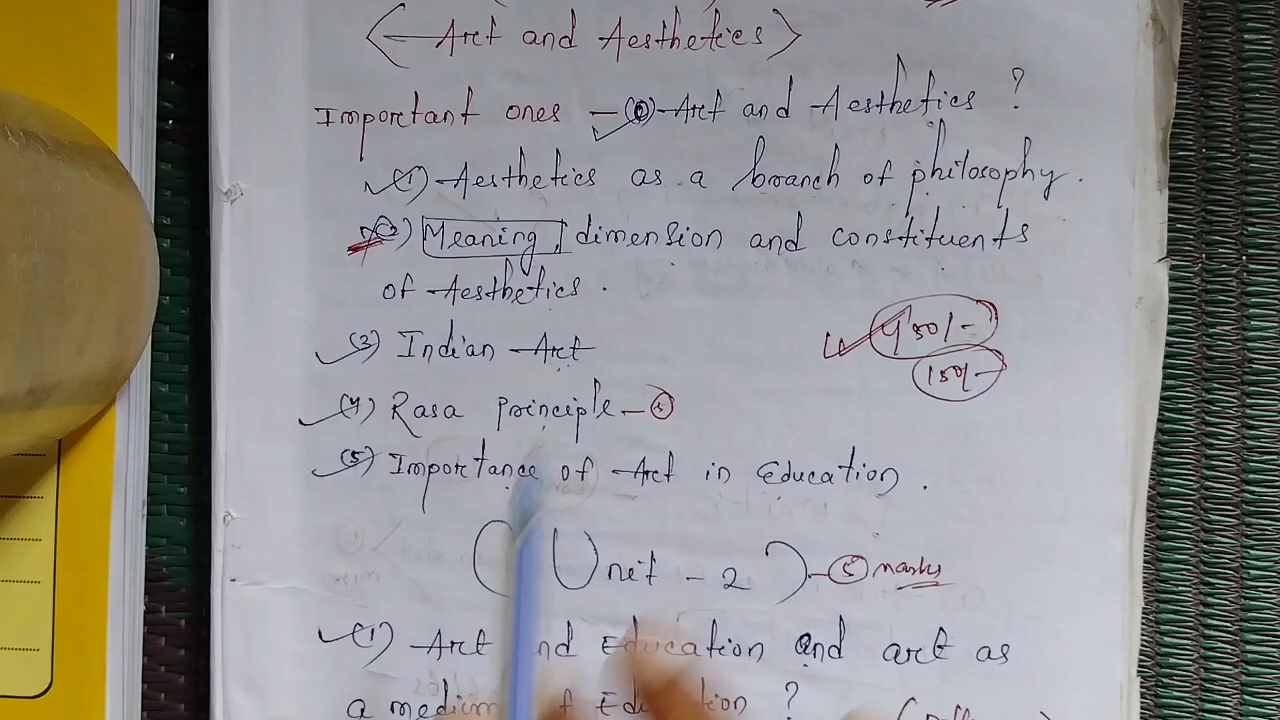 Art and Aesthetics
Important ones - (0) Art and Aesthetics ?
(1) Aesthetics as a branch of philosophy.
(2) Meaning, dimension and constituents
of Aesthetics.
(3) Indian Art
450/-
150/-
(4) Rasa principle - (5)
(5) Importance of Art in Education.
(Unit - 2) - (5) marks
(1) Art and Education and art as
a medium of Education ?